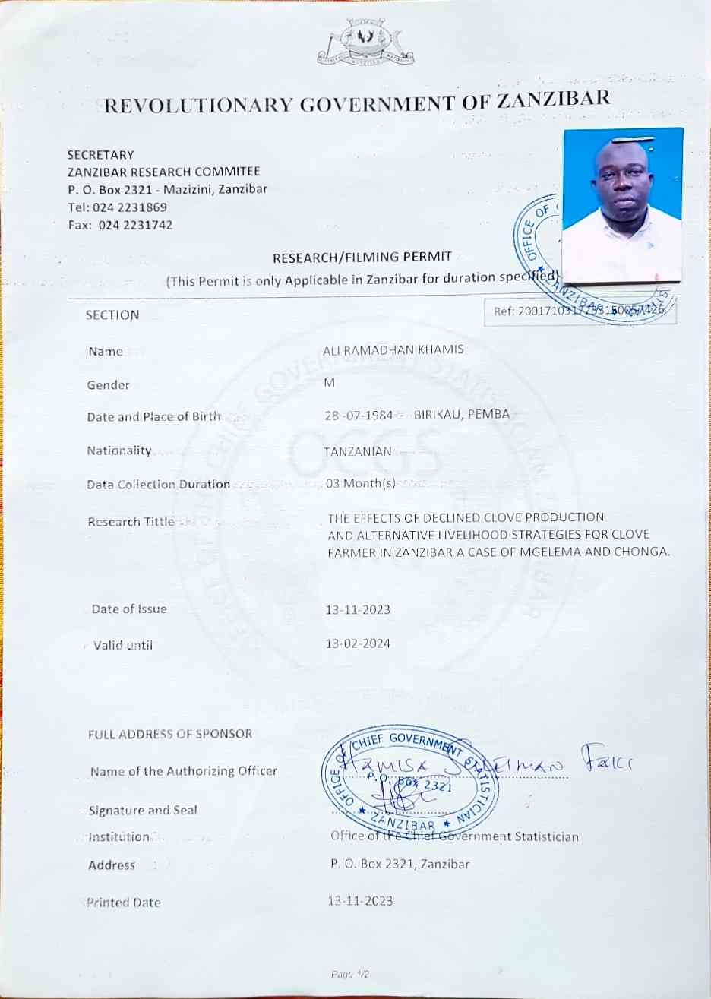 REVOLUTIONARY GOVERNMENT OF ZANZIBAR
SECRETARY
ZANZIBAR RESEARCH COMMITEE
P. O. Box 2321 - Mazizini, Zanzibar
Tel: 024 2231869
Fax: 024 2231742
OFFICE OF
ZANZIBAR
RESEARCH/FILMING PERMIT
(This Permit is only Applicable in Zanzibar for duration specified)
SECTION
Ref:
Name ALI RAMADHAN KHAMIS
Gender M
Date and Place of Birth 28 -07-1984 - BIRIKAU, PEMBA
Nationality TANZANIAN
Data Collection Duration 03 Month(s)
Research Tittle THE EFFECTS OF DECLINED CLOVE PRODUCTION
AND ALTERNATIVE LIVELIHOOD STRATEGIES FOR CLOVE
FARMER IN ZANZIBAR A CASE OF MGELEMA AND CHONGA.
OCGS
Date of Issue 13-11-2023
Valid until 13-02-2024
FULL ADDRESS OF SPONSOR
Name of the Authorizing Officer
OFFICE OF CHIEF GOVERNMENT STATISTICIAN
P. O. Box 2321
ZANZIBAR
Signature and Seal
Institution Office of the Chief Government Statistician
Address P. O. Box 2321, Zanzibar
Printed Date 13-11-2023
Page 1/2